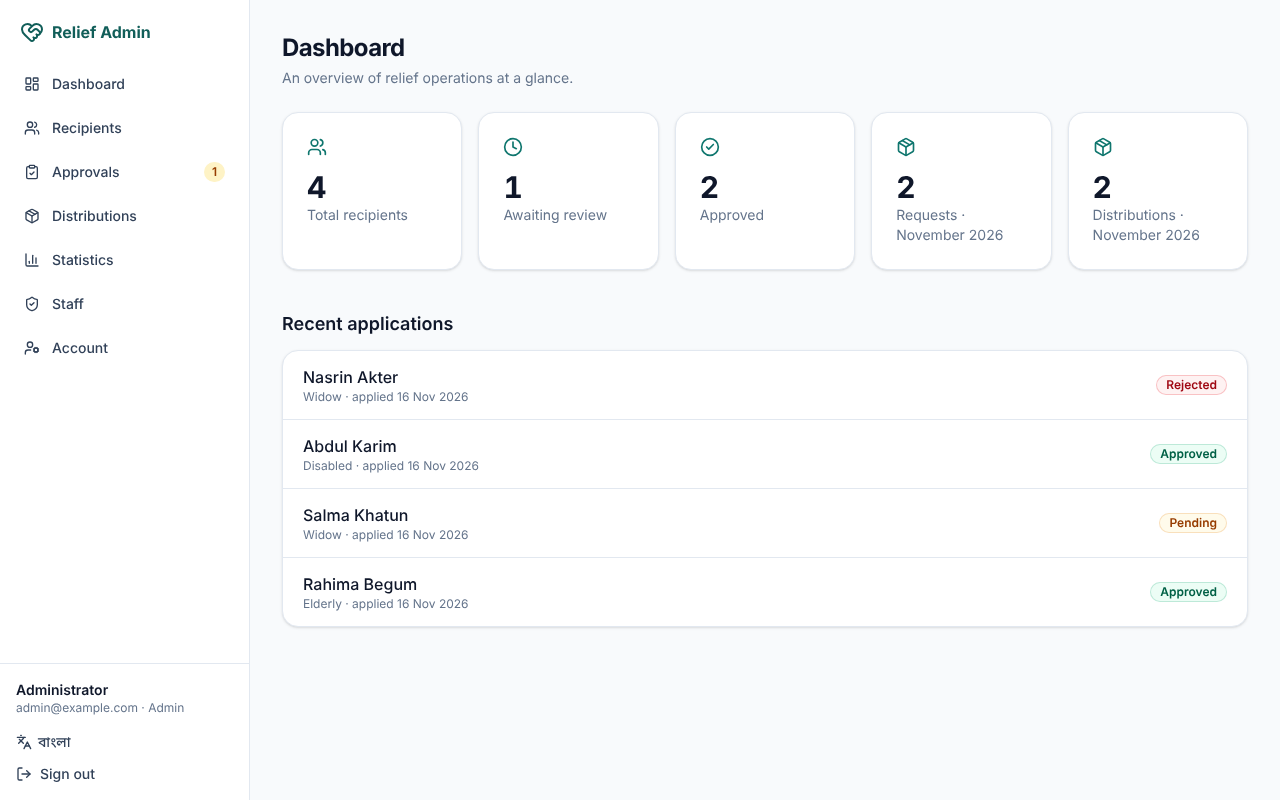 Relief Admin
Dashboard
Recipients
Approvals 1
Distributions
Statistics
Staff
Account
Administrator
admin@example.com · Admin
বাংলা
Sign out
Dashboard
An overview of relief operations at a glance.
4
Total recipients
1
Awaiting review
2
Approved
2
Requests ·
November 2026
2
Distributions ·
November 2026
Recent applications
Nasrin Akter
Widow · applied 16 Nov 2026
Rejected
Abdul Karim
Disabled · applied 16 Nov 2026
Approved
Salma Khatun
Widow · applied 16 Nov 2026
Pending
Rahima Begum
Elderly · applied 16 Nov 2026
Approved